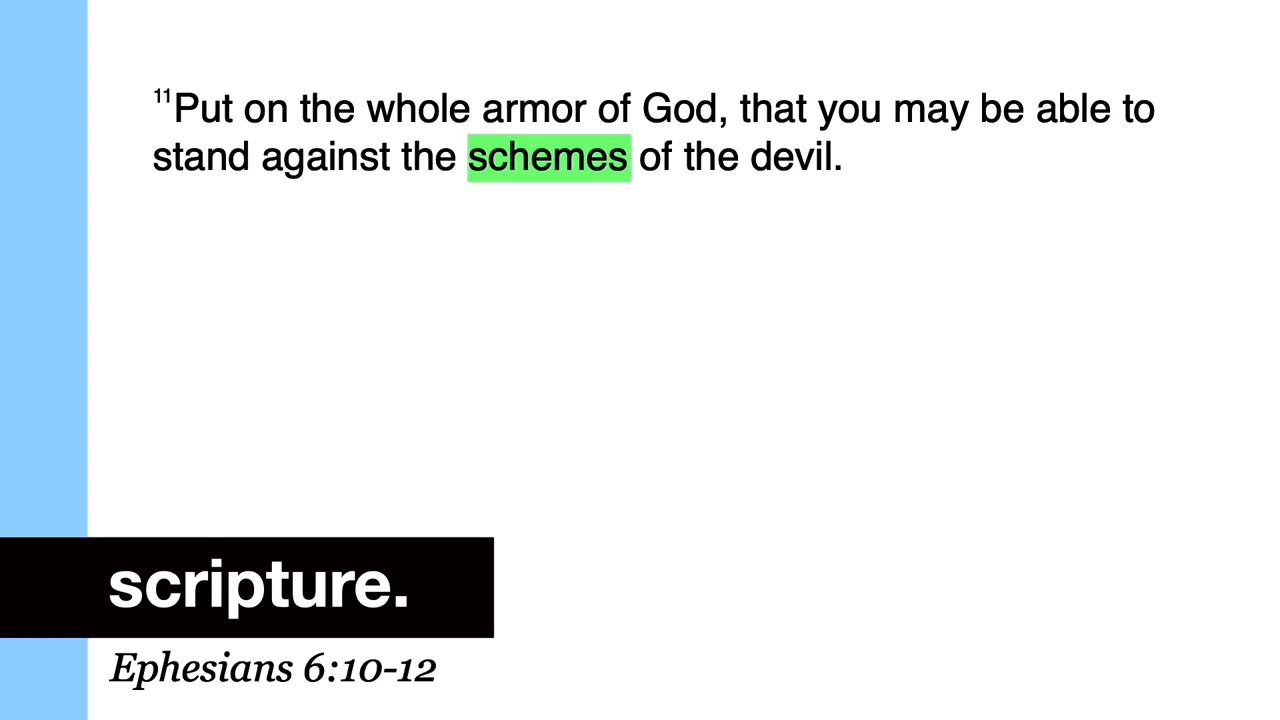 ¹¹Put on the whole armor of God, that you may be able to
stand against the schemes of the devil.
scripture.
Ephesians 6:10-12